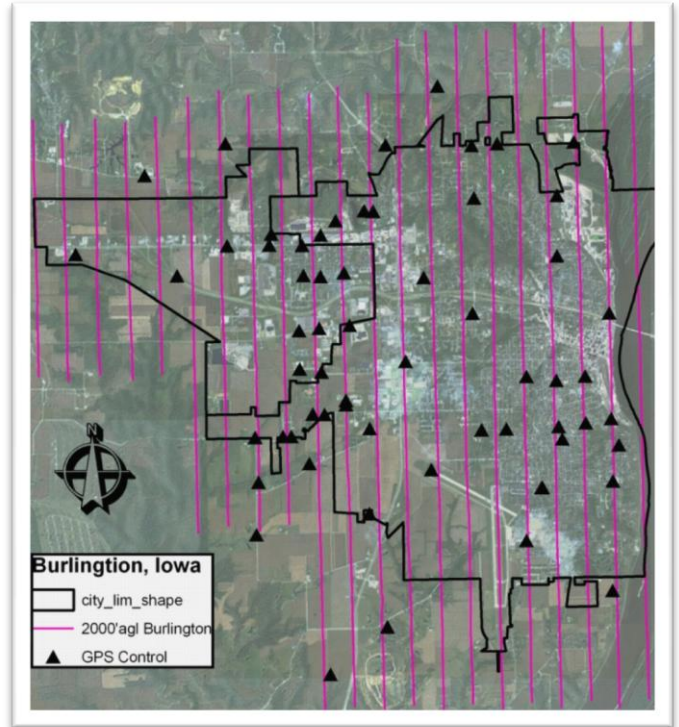 N
Burlingtion, Iowa
city_lim_shape
2000'agl Burlington
GPS Control